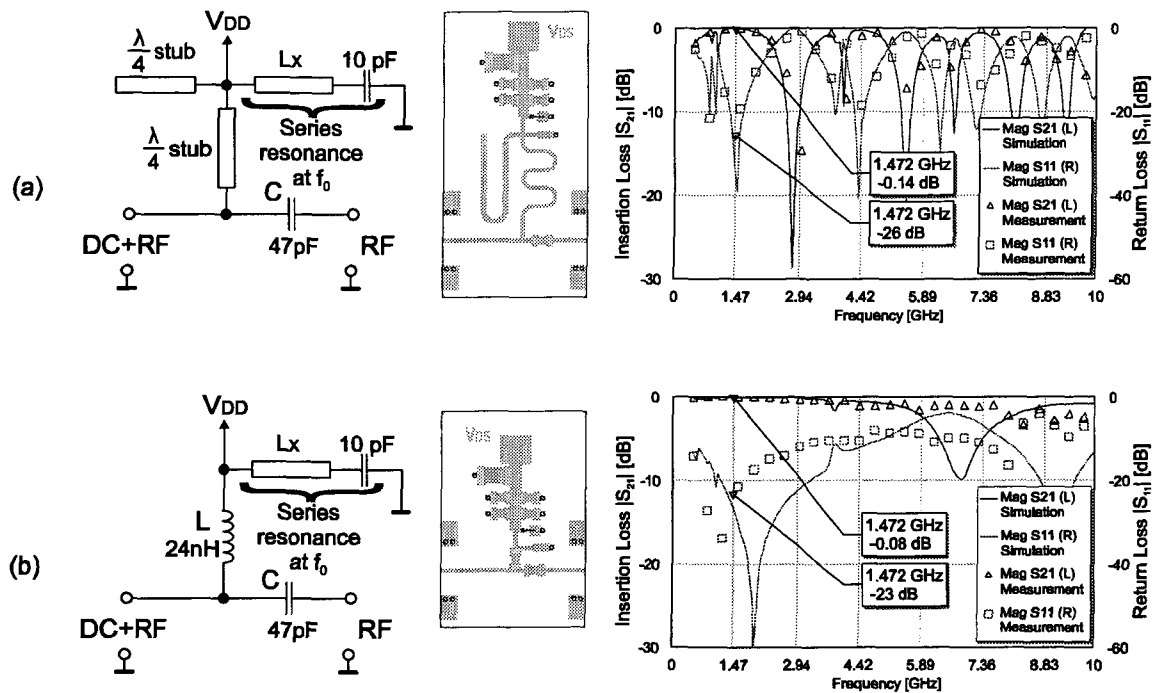 (a)
VDD
λ/4 stub
Lx
10 pF
λ/4 stub
Series
resonance
at f0
C
47pF
DC+RF
RF
VDS
Insertion Loss |S21| [dB]
0
-10
-20
-30
0
1.47
2.94
4.42
5.89
7.36
8.83
10
Frequency [GHz]
0
-20
-40
-60
Return Loss |S11| [dB]
1.472 GHz
-0.14 dB
1.472 GHz
-26 dB
Mag S21 (L)
Simulation
Mag S11 (R)
Simulation
Mag S21 (L)
Measurement
Mag S11 (R)
Measurement
(b)
VDD
Lx
10 pF
Series
resonance
at f0
L
24nH
C
47pF
DC+RF
RF
VDS
Insertion Loss |S21| [dB]
0
-10
-20
-30
0
1.47
2.94
4.42
5.89
7.36
8.83
10
Frequency [GHz]
0
-20
-40
-60
Return Loss |S11| [dB]
1.472 GHz
-0.08 dB
1.472 GHz
-23 dB
Mag S21 (L)
Simulation
Mag S11 (R)
Simulation
Mag S21 (L)
Measurement
Mag S11 (R)
Measurement